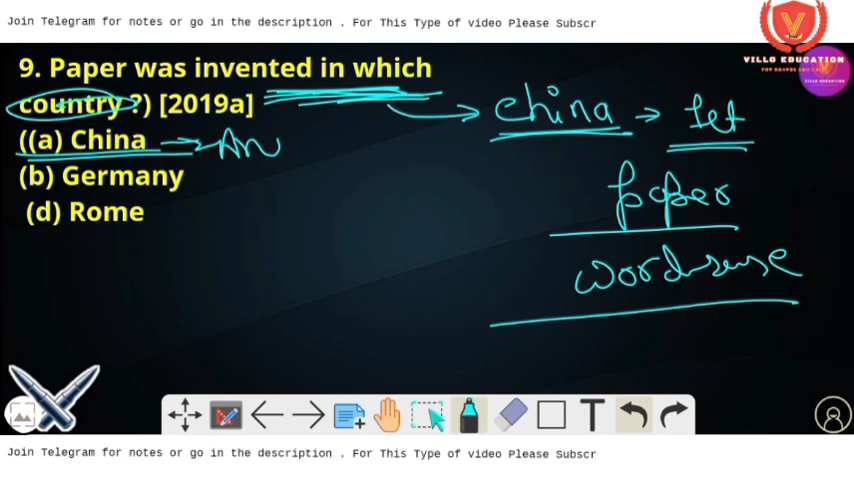 Join Telegram for notes or go in the description . For This Type of video Please Subscr
VILLO EDUCATION
9. Paper was invented in which
country ?) [2019a]
((a) China → An
(b) Germany
(d) Rome
china → 1st
paper
T
Join Telegram for notes or go in the description . For This Type of video Please Subscr